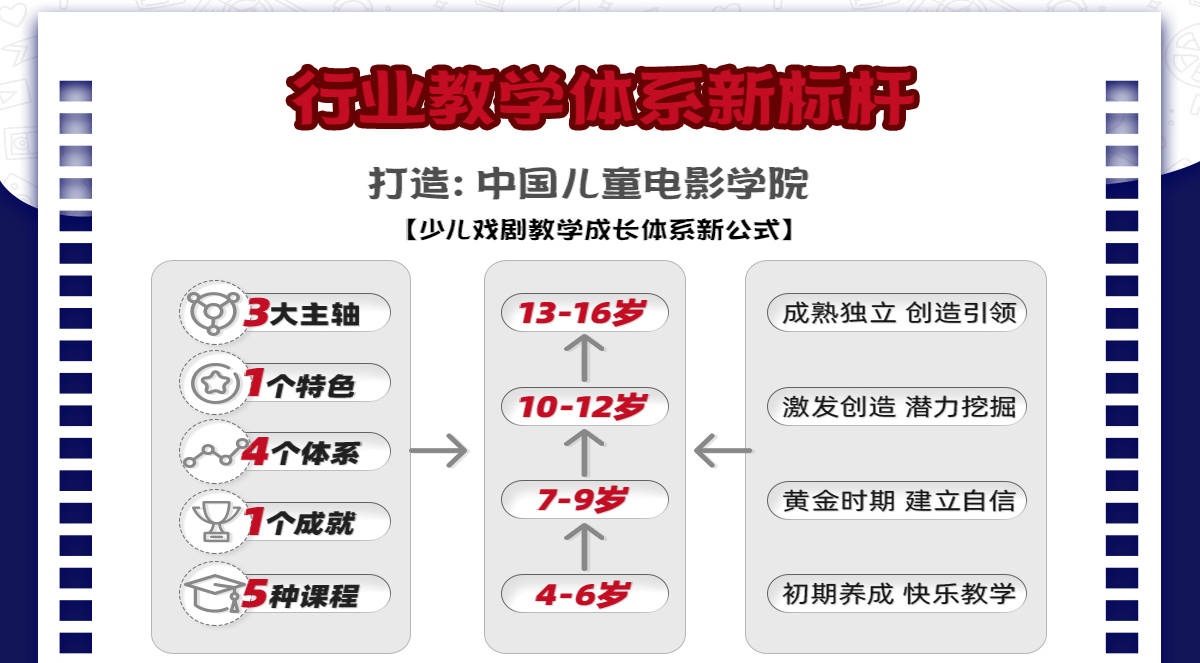 行业教学体系新标杆
打造: 中国儿童电影学院
【少儿戏剧教学成长体系新公式】
3大主轴
1个特色
4个体系
1个成就
5种课程
13-16岁
10-12岁
7-9岁
4-6岁
成熟独立 创造引领
激发创造 潜力挖掘
黄金时期 建立自信
初期养成 快乐教学